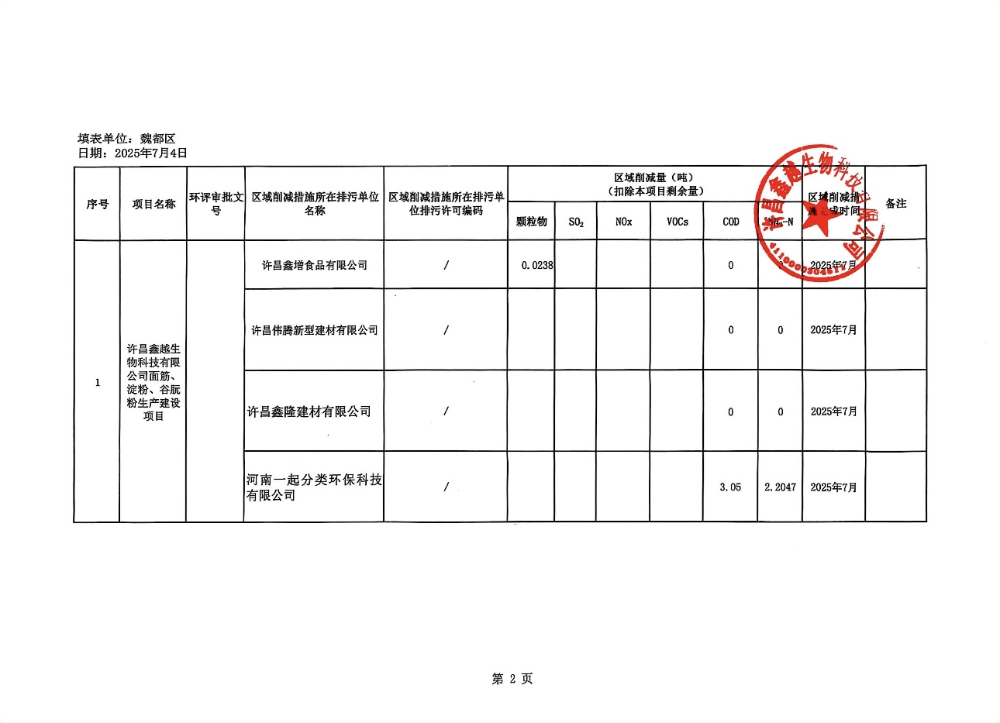 填表单位：魏都区
日期：2025年7月4日
序号 项目名称 环评审批文号 区域削减措施所在排污单位名称 区域削减措施所在排污单位排污许可编码 区域削减量（吨）（扣除本项目剩余量） 区域削减措施完成时间 备注
颗粒物 SO₂ NOx VOCs COD NH₃-N
1 许昌鑫越生物科技有限公司面筋、淀粉、谷朊粉生产建设项目
许昌鑫增食品有限公司 / 0.0238 0 0 2025年7月
许昌伟腾新型建材有限公司 / 0 0 2025年7月
许昌鑫隆建材有限公司 / 0 0 2025年7月
河南一起分类环保科技有限公司 / 3.05 2.2047 2025年7月
许昌鑫越生物科技有限公司
第 2 页